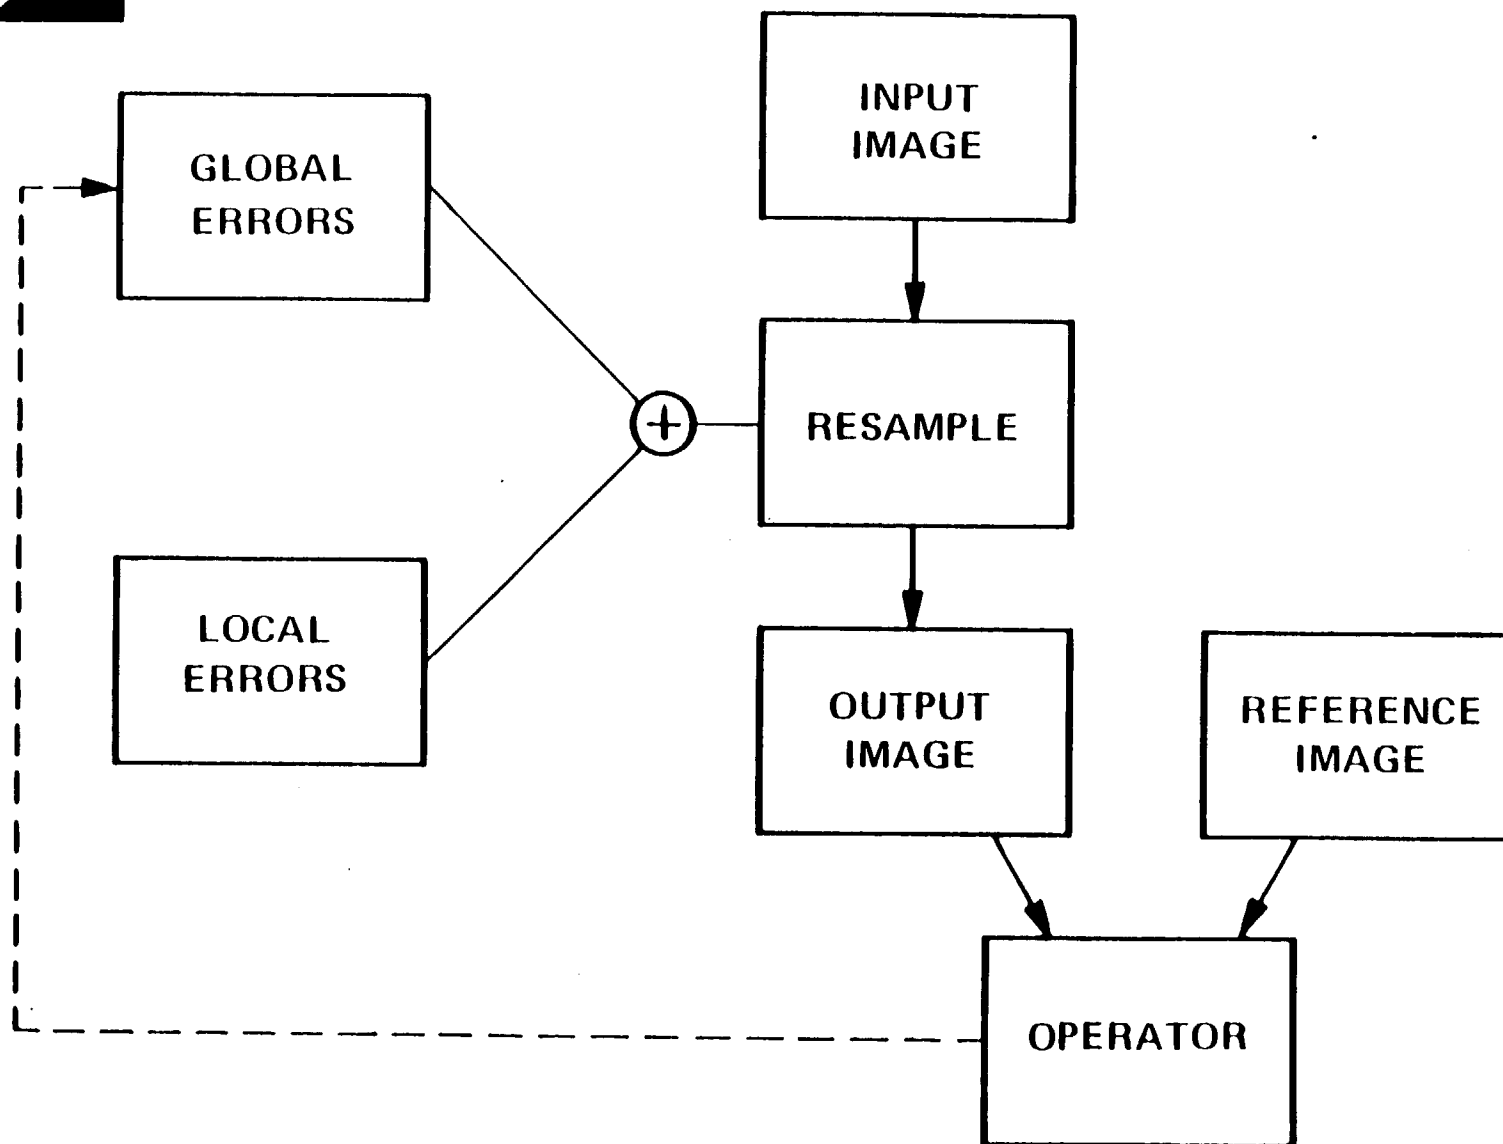 INPUT
IMAGE
GLOBAL
ERRORS
+
RESAMPLE
LOCAL
ERRORS
OUTPUT
IMAGE
REFERENCE
IMAGE
OPERATOR